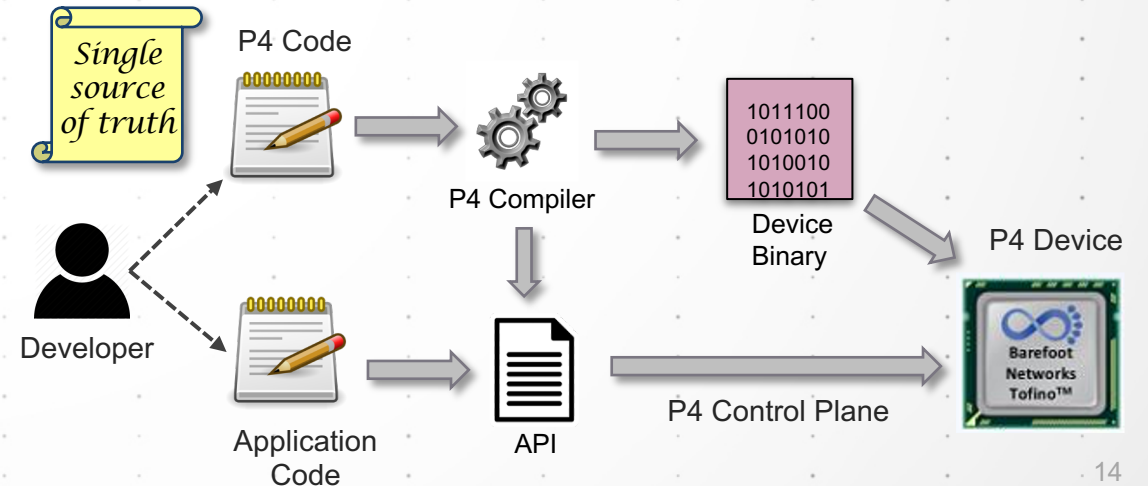 Single
source
of truth
P4 Code
P4 Compiler
1011100
0101010
1010010
1010101
Device
Binary
P4 Device
Developer
Barefoot
Networks
Tofino™
Application
Code
API
P4 Control Plane
14